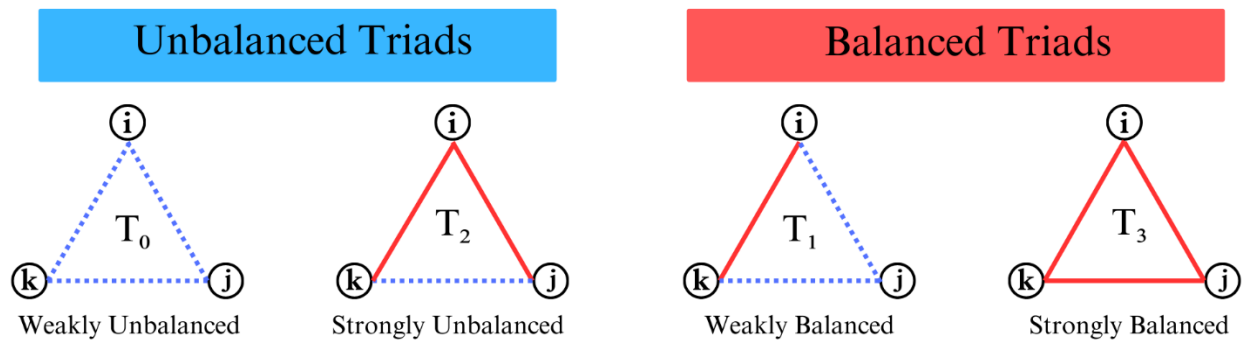 Unbalanced Triads
Balanced Triads
i
i
i
i
T₀
T₂
T₁
T₃
k
j
k
j
k
j
k
j
Weakly Unbalanced
Strongly Unbalanced
Weakly Balanced
Strongly Balanced